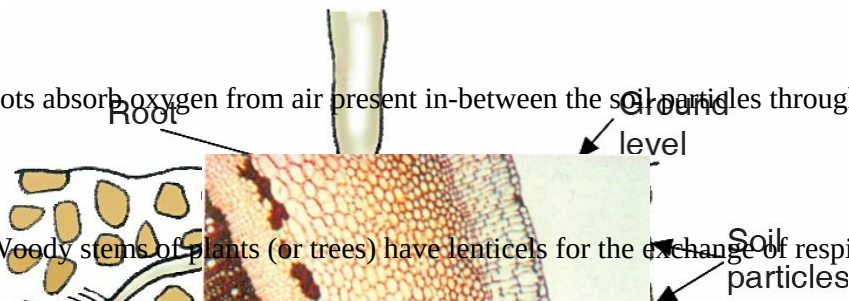 ots absorb oxygen from air present in-between the soil particles through
Root
Ground
level
Woody stems of plants (or trees) have lenticels for the exchange of respi
Soil
particles